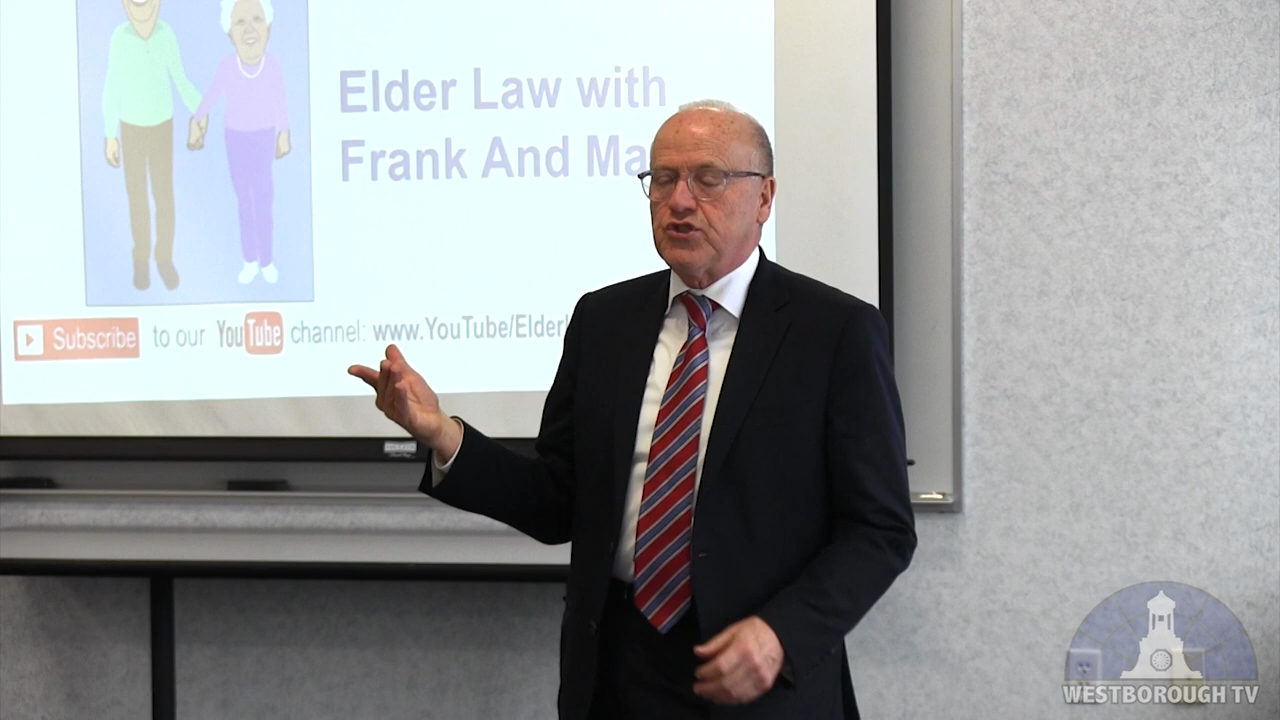 Elder Law with
Frank And Ma
Subscribe to our YouTube channel: www.YouTube/Elder
WESTBOROUGH TV